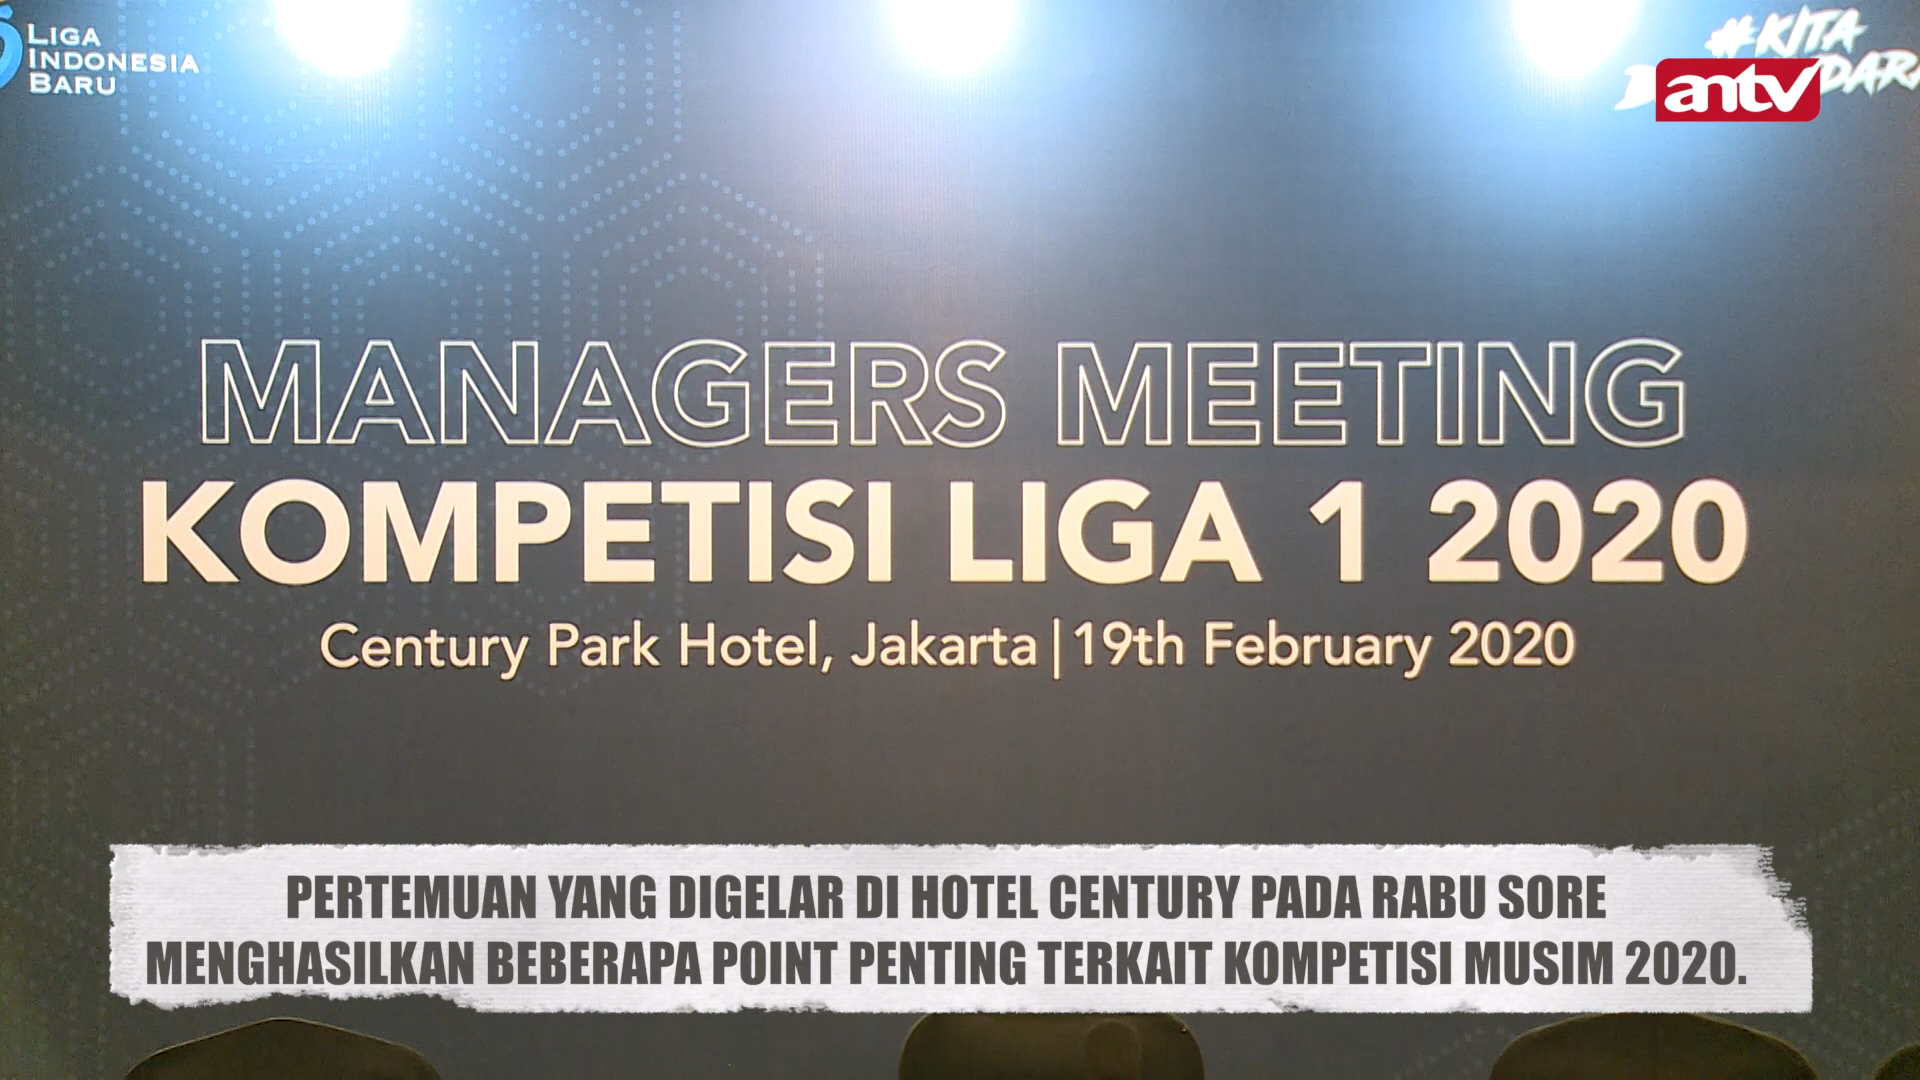 LIGA
INDONESIA
BARU
#KITA
antv
MANAGERS MEETING
KOMPETISI LIGA 1 2020
Century Park Hotel, Jakarta | 19th February 2020
PERTEMUAN YANG DIGELAR DI HOTEL CENTURY PADA RABU SORE
MENGHASILKAN BEBERAPA POINT PENTING TERKAIT KOMPETISI MUSIM 2020.